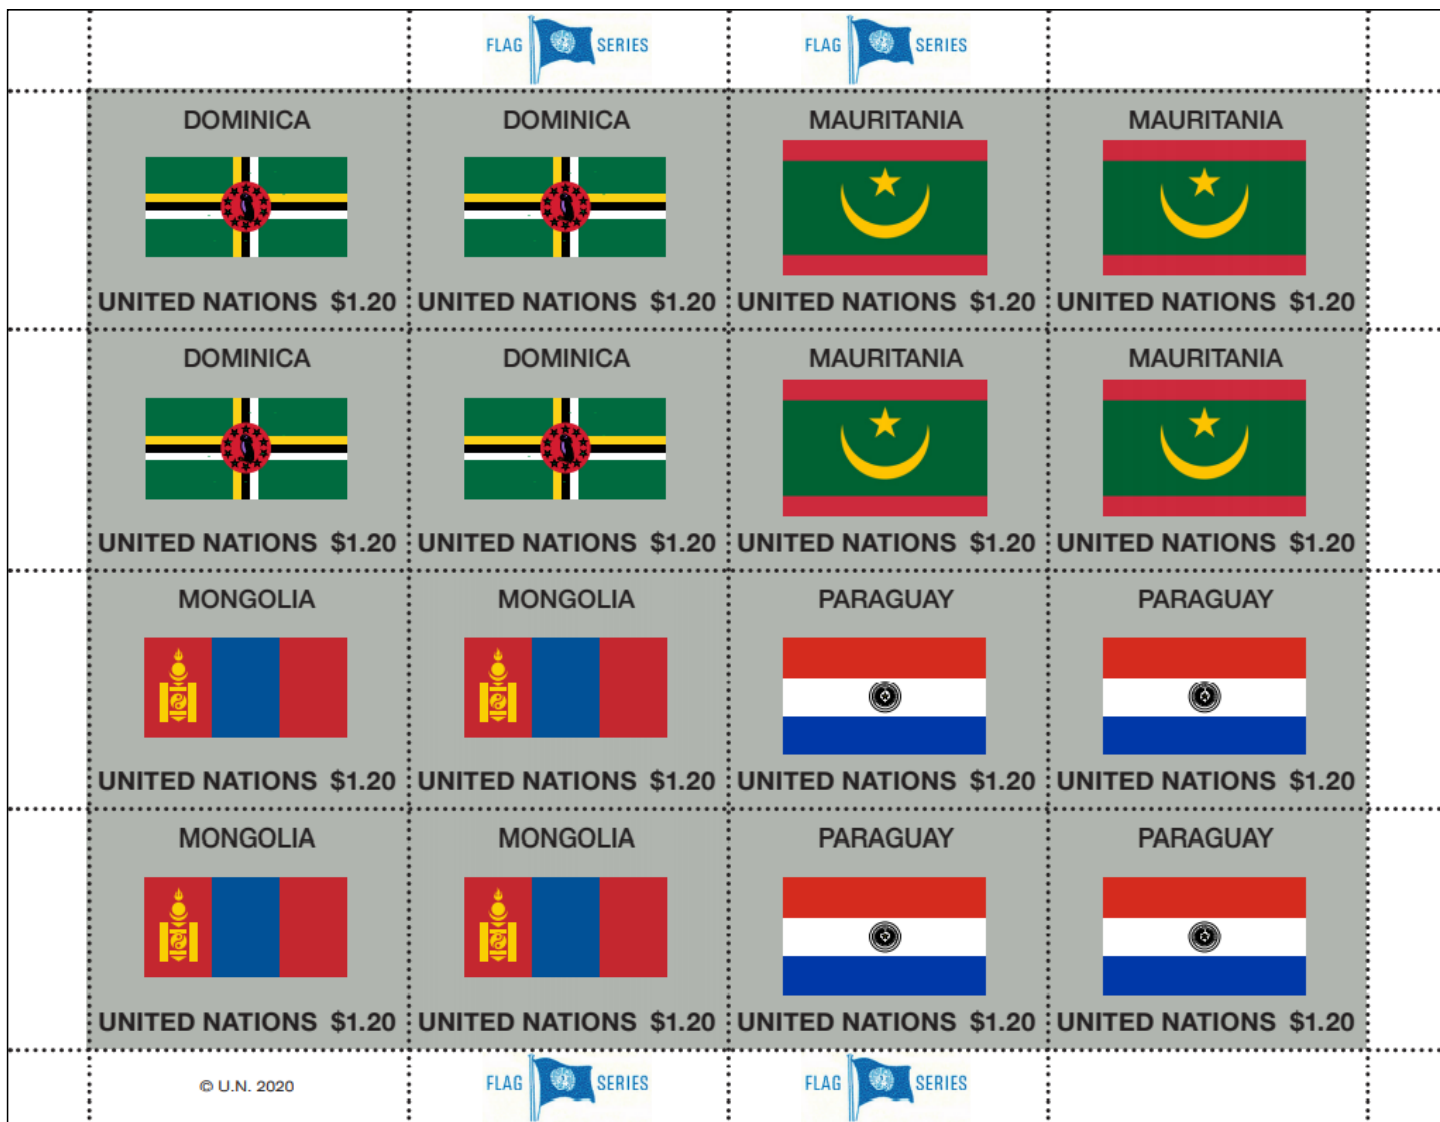 FLAG SERIES FLAG SERIES
DOMINICA DOMINICA MAURITANIA MAURITANIA
UNITED NATIONS $1.20 UNITED NATIONS $1.20 UNITED NATIONS $1.20 UNITED NATIONS $1.20
DOMINICA DOMINICA MAURITANIA MAURITANIA
UNITED NATIONS $1.20 UNITED NATIONS $1.20 UNITED NATIONS $1.20 UNITED NATIONS $1.20
MONGOLIA MONGOLIA PARAGUAY PARAGUAY
UNITED NATIONS $1.20 UNITED NATIONS $1.20 UNITED NATIONS $1.20 UNITED NATIONS $1.20
MONGOLIA MONGOLIA PARAGUAY PARAGUAY
UNITED NATIONS $1.20 UNITED NATIONS $1.20 UNITED NATIONS $1.20 UNITED NATIONS $1.20
© U.N. 2020 FLAG SERIES FLAG SERIES